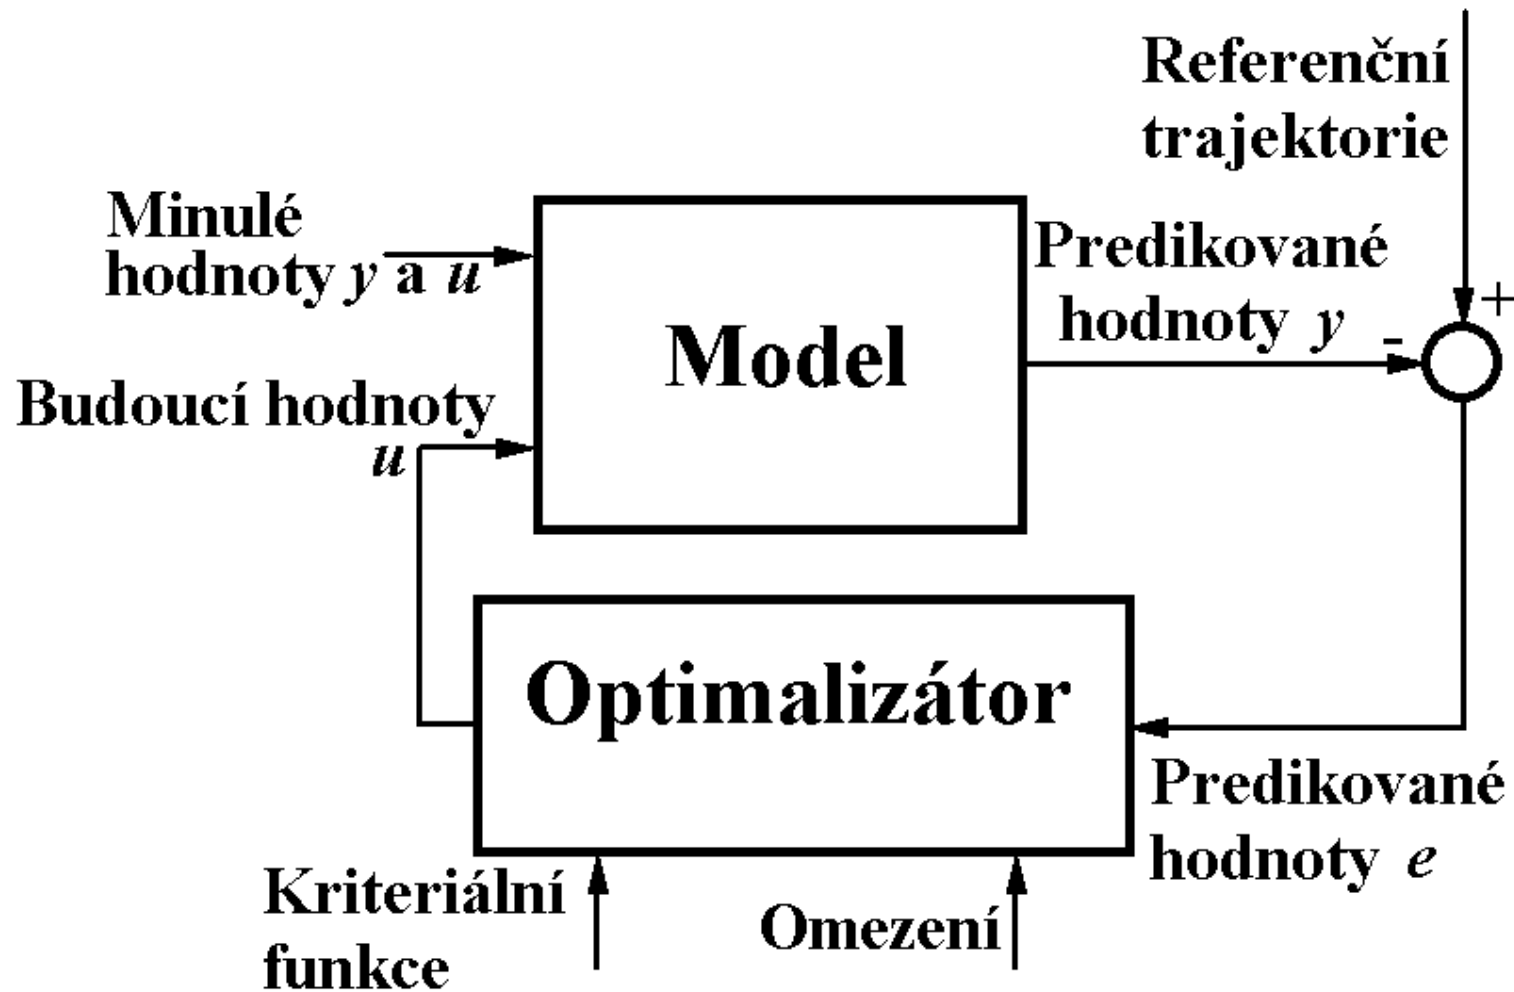 Referenční
trajektorie
+
Minulé
hodnoty y a u
Predikované
hodnoty y
-
Model
Budoucí hodnoty
u
Optimalizátor
Predikované
hodnoty e
Kriteriální
funkce
Omezení